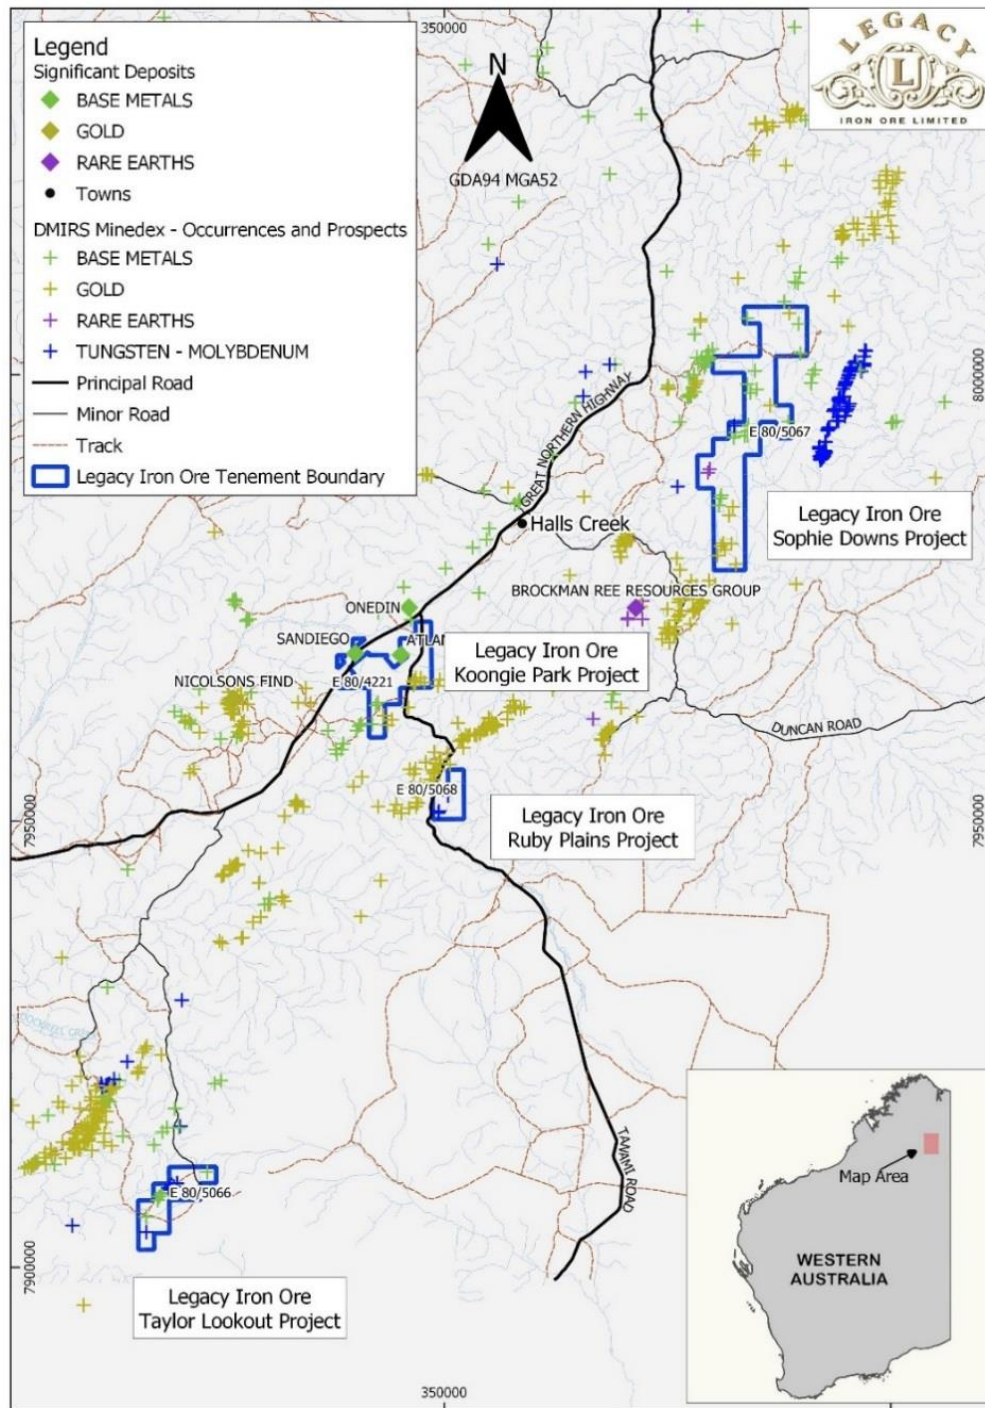 350000
Legend
Significant Deposits
BASE METALS
GOLD
RARE EARTHS
Towns
DMIRS Minedex - Occurrences and Prospects
BASE METALS
GOLD
RARE EARTHS
TUNGSTEN - MOLYBDENUM
Principal Road
Minor Road
Track
Legacy Iron Ore Tenement Boundary
N
GDA94 MGA52
LEGACY
L
IRON ORE LIMITED
8000000
GREAT NORTHERN HIGHWAY
E 80/5067
Halls Creek
Legacy Iron Ore
Sophie Downs Project
BROCKMAN REE RESOURCES GROUP
ONEDIN
SANDIEGO
ATLAN
E 80/4221
Legacy Iron Ore
Koongie Park Project
NICOLSONS FIND
DUNCAN ROAD
E 80/5068
Legacy Iron Ore
Ruby Plains Project
7950000
7950000
TANAMI ROAD
E 80/5066
7900000
Legacy Iron Ore
Taylor Lookout Project
Map Area
WESTERN
AUSTRALIA
350000